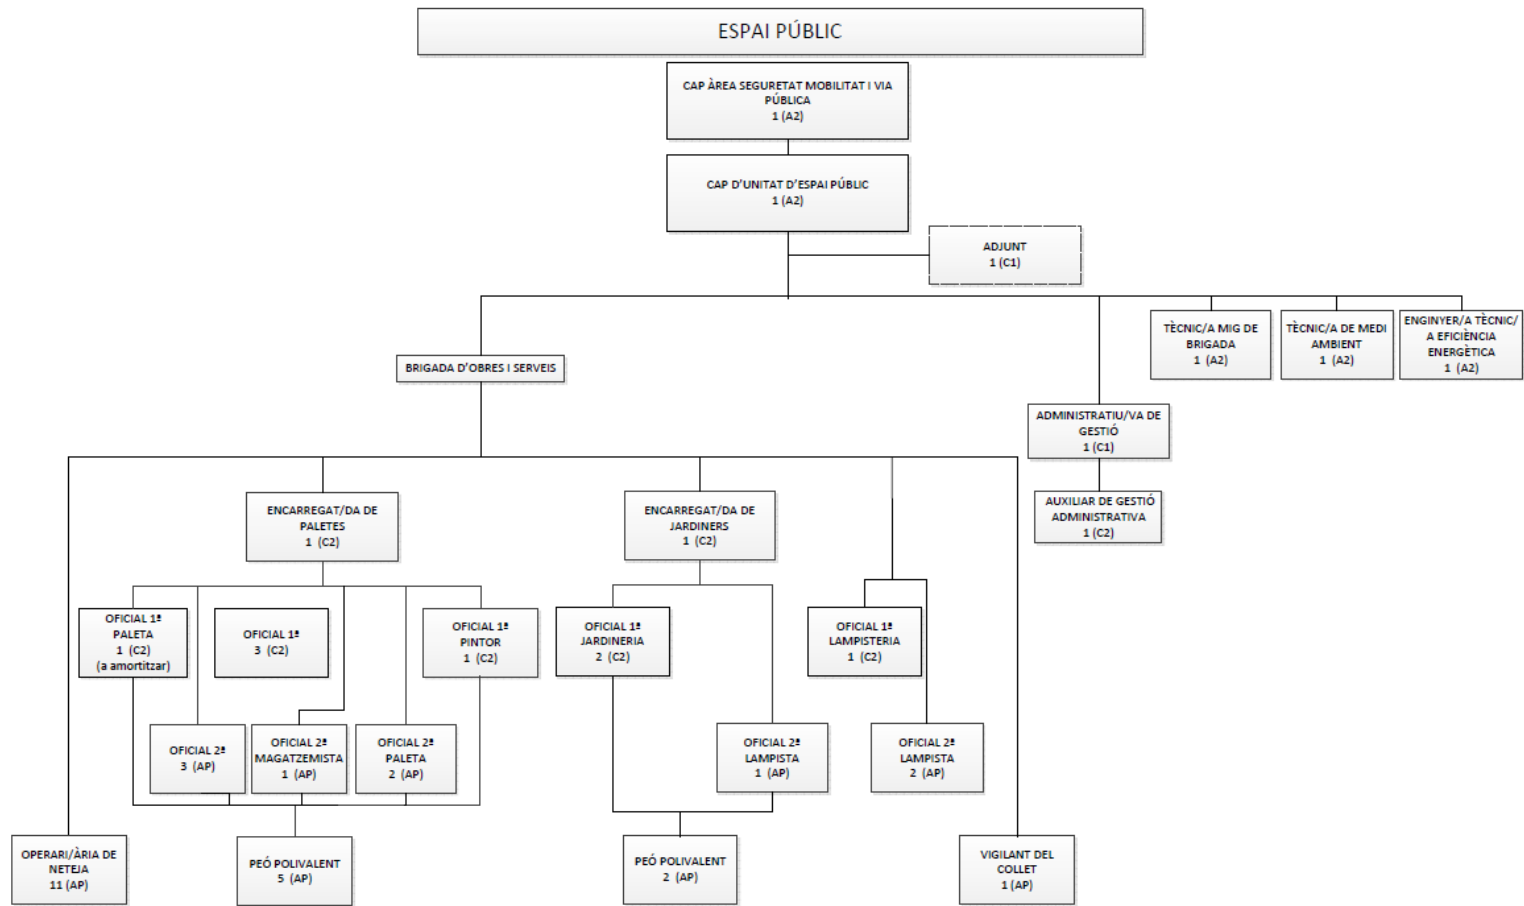 ESPAI PÚBLIC
CAP ÀREA SEGURETAT MOBILITAT I VIA
PÚBLICA
1 (A2)
CAP D'UNITAT D'ESPAI PÚBLIC
1 (A2)
ADJUNT
1 (C1)
TÈCNIC/A MIG DE
BRIGADA
1 (A2)
TÈCNIC/A DE MEDI
AMBIENT
1 (A2)
ENGINYER/A TÈCNIC/
A EFICIÈNCIA
ENERGÈTICA
1 (A2)
BRIGADA D'OBRES I SERVEIS
ADMINISTRATIU/VA DE
GESTIÓ
1 (C1)
AUXILIAR DE GESTIÓ
ADMINISTRATIVA
1 (C2)
ENCARREGAT/DA DE
PALETES
1 (C2)
ENCARREGAT/DA DE
JARDINERS
1 (C2)
OFICIAL 1ª
PALETA
1 (C2)
(a amortitzar)
OFICIAL 1ª
3 (C2)
OFICIAL 1ª
PINTOR
1 (C2)
OFICIAL 1ª
JARDINERIA
2 (C2)
OFICIAL 1ª
LAMPISTERIA
1 (C2)
OFICIAL 2ª
3 (AP)
OFICIAL 2ª
MAGATZEMISTA
1 (AP)
OFICIAL 2ª
PALETA
2 (AP)
OFICIAL 2ª
LAMPISTA
1 (AP)
OFICIAL 2ª
LAMPISTA
2 (AP)
OPERARI/ÀRIA DE
NETEJA
11 (AP)
PEÓ POLIVALENT
5 (AP)
PEÓ POLIVALENT
2 (AP)
VIGILANT DEL
COLLET
1 (AP)